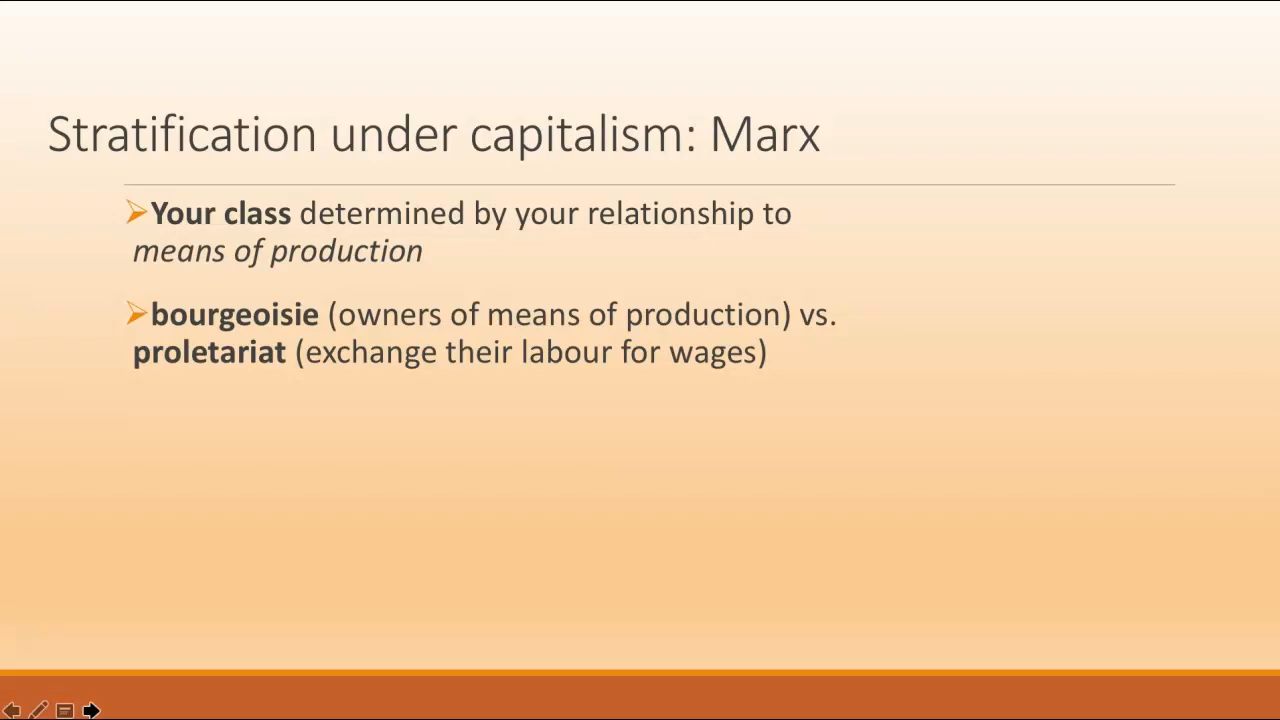 Stratification under capitalism: Marx
➢Your class determined by your relationship to
means of production
➢bourgeoisie (owners of means of production) vs.
proletariat (exchange their labour for wages)